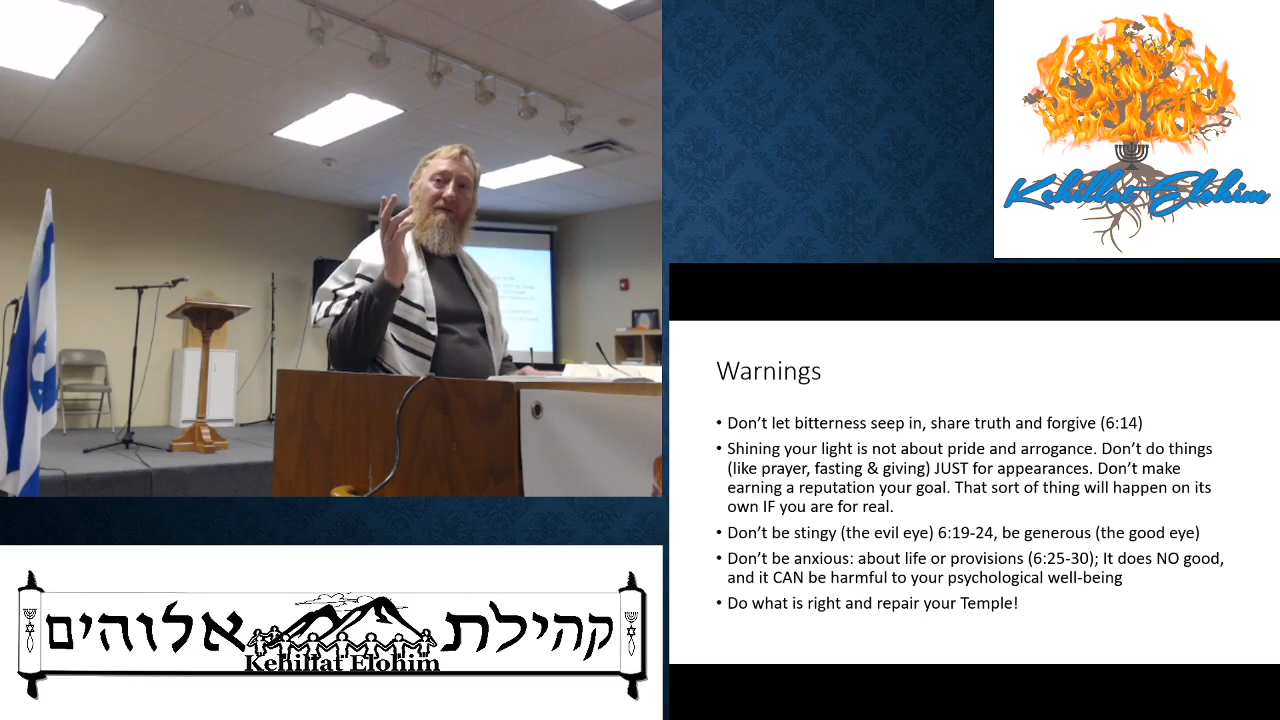 Kehillat Elohim
Warnings
• Don’t let bitterness seep in, share truth and forgive (6:14)
• Shining your light is not about pride and arrogance. Don’t do things
(like prayer, fasting & giving) JUST for appearances. Don’t make
earning a reputation your goal. That sort of thing will happen on its
own IF you are for real.
• Don’t be stingy (the evil eye) 6:19-24, be generous (the good eye)
• Don’t be anxious: about life or provisions (6:25-30); It does NO good,
and it CAN be harmful to your psychological well-being
• Do what is right and repair your Temple!
קהילת אלוהים
Kehillat Elohim